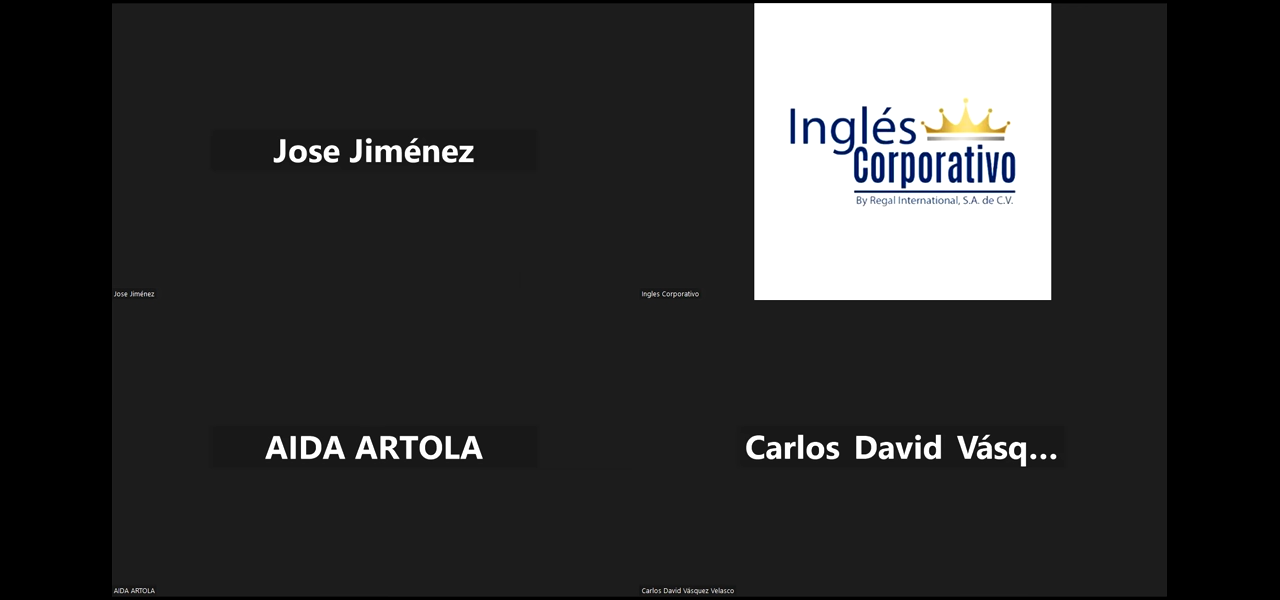 Jose Jiménez
Jose Jiménez
Inglés
Corporativo
By Regal International, S.A. de C.V.
Ingles Corporativo
AIDA ARTOLA
AIDA ARTOLA
Carlos David Vásq...
Carlos David Vásquez Velasco